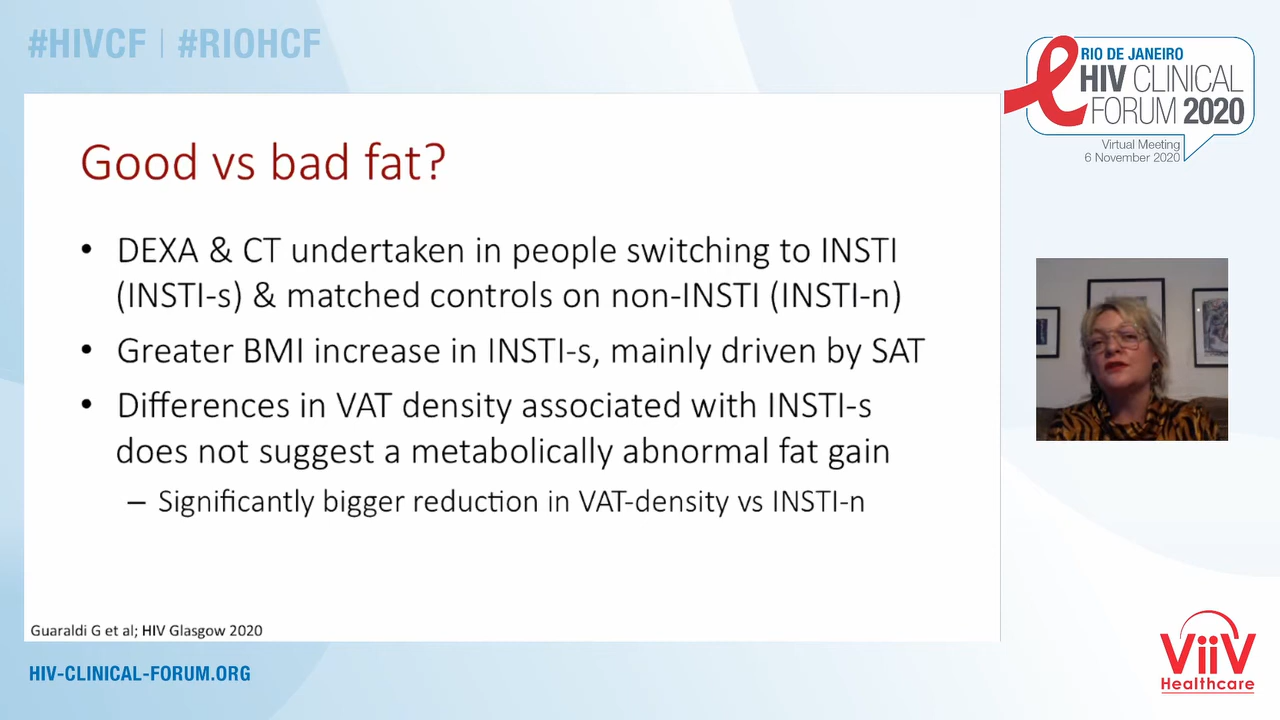 #HIVCF | #RIOHCF
RIO DE JANEIRO
HIV CLINICAL
FORUM 2020
Virtual Meeting
6 November 2020
Good vs bad fat?
• DEXA & CT undertaken in people switching to INSTI
(INSTI-s) & matched controls on non-INSTI (INSTI-n)
• Greater BMI increase in INSTI-s, mainly driven by SAT
• Differences in VAT density associated with INSTI-s
does not suggest a metabolically abnormal fat gain
– Significantly bigger reduction in VAT-density vs INSTI-n
Guaraldi G et al; HIV Glasgow 2020
HIV-CLINICAL-FORUM.ORG
ViiV
Healthcare